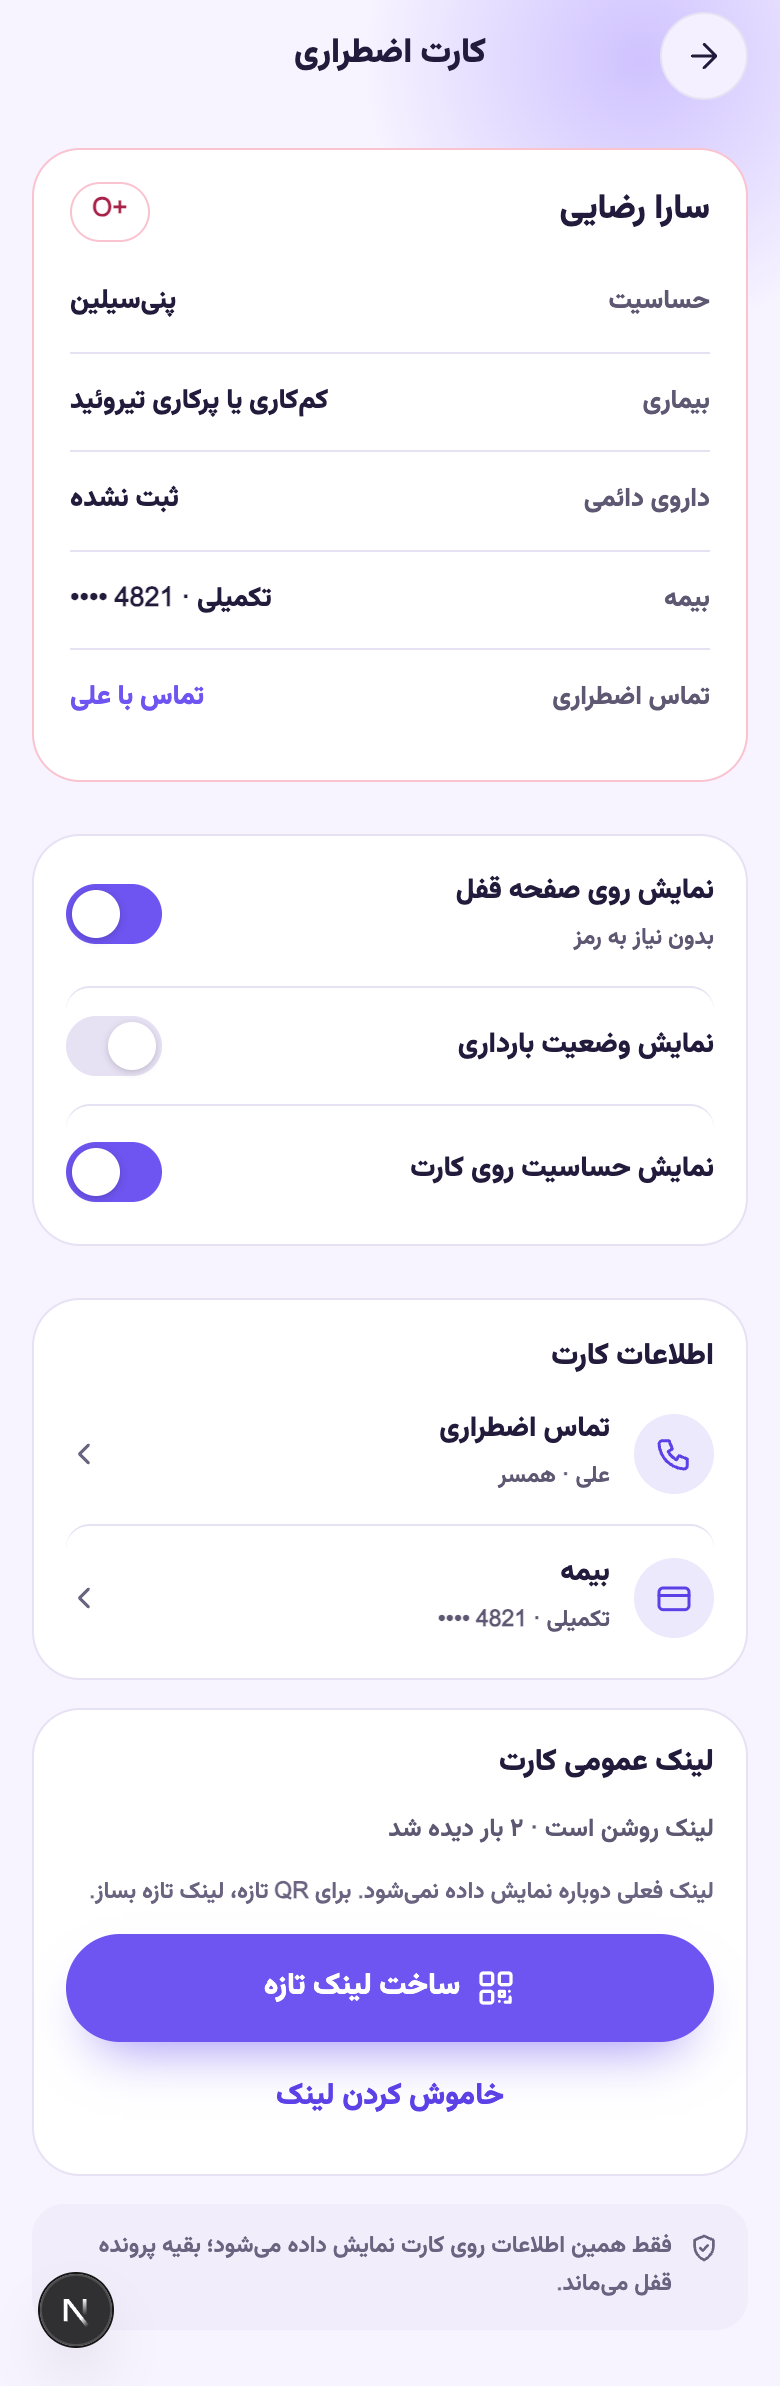 کارت اضطراری
سارا رضایی
O+
حساسیت
پنی‌سیلین
بیماری
کم‌کاری یا پرکاری تیروئید
داروی دائمی
ثبت نشده
بیمه
تکمیلی · 4821 ••••
تماس اضطراری
تماس با علی
نمایش روی صفحه قفل
بدون نیاز به رمز
نمایش وضعیت بارداری
نمایش حساسیت روی کارت
اطلاعات کارت
تماس اضطراری
علی · همسر
بیمه
تکمیلی · 4821 ••••
لینک عمومی کارت
لینک روشن است · ۲ بار دیده شد
لینک فعلی دوباره نمایش داده نمی‌شود. برای QR تازه، لینک تازه بساز.
ساخت لینک تازه
خاموش کردن لینک
فقط همین اطلاعات روی کارت نمایش داده می‌شود؛ بقیه پرونده
قفل می‌ماند.
N